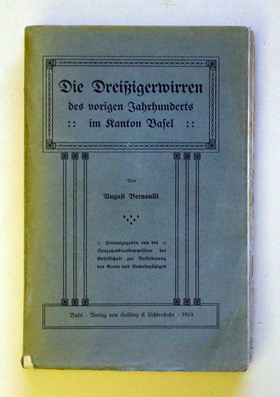 Die Dreißigerwirren
des vorigen Jahrhunderts
:: im Kanton Basel ::
Von
August Bernoulli
:: Herausgegeben von der ::
Neujahrsblattkommission der
Gesellschaft zur Beförderung
des Guten und Gemeinnützigen
Basel · Verlag von Helbing & Lichtenhahn · 1910